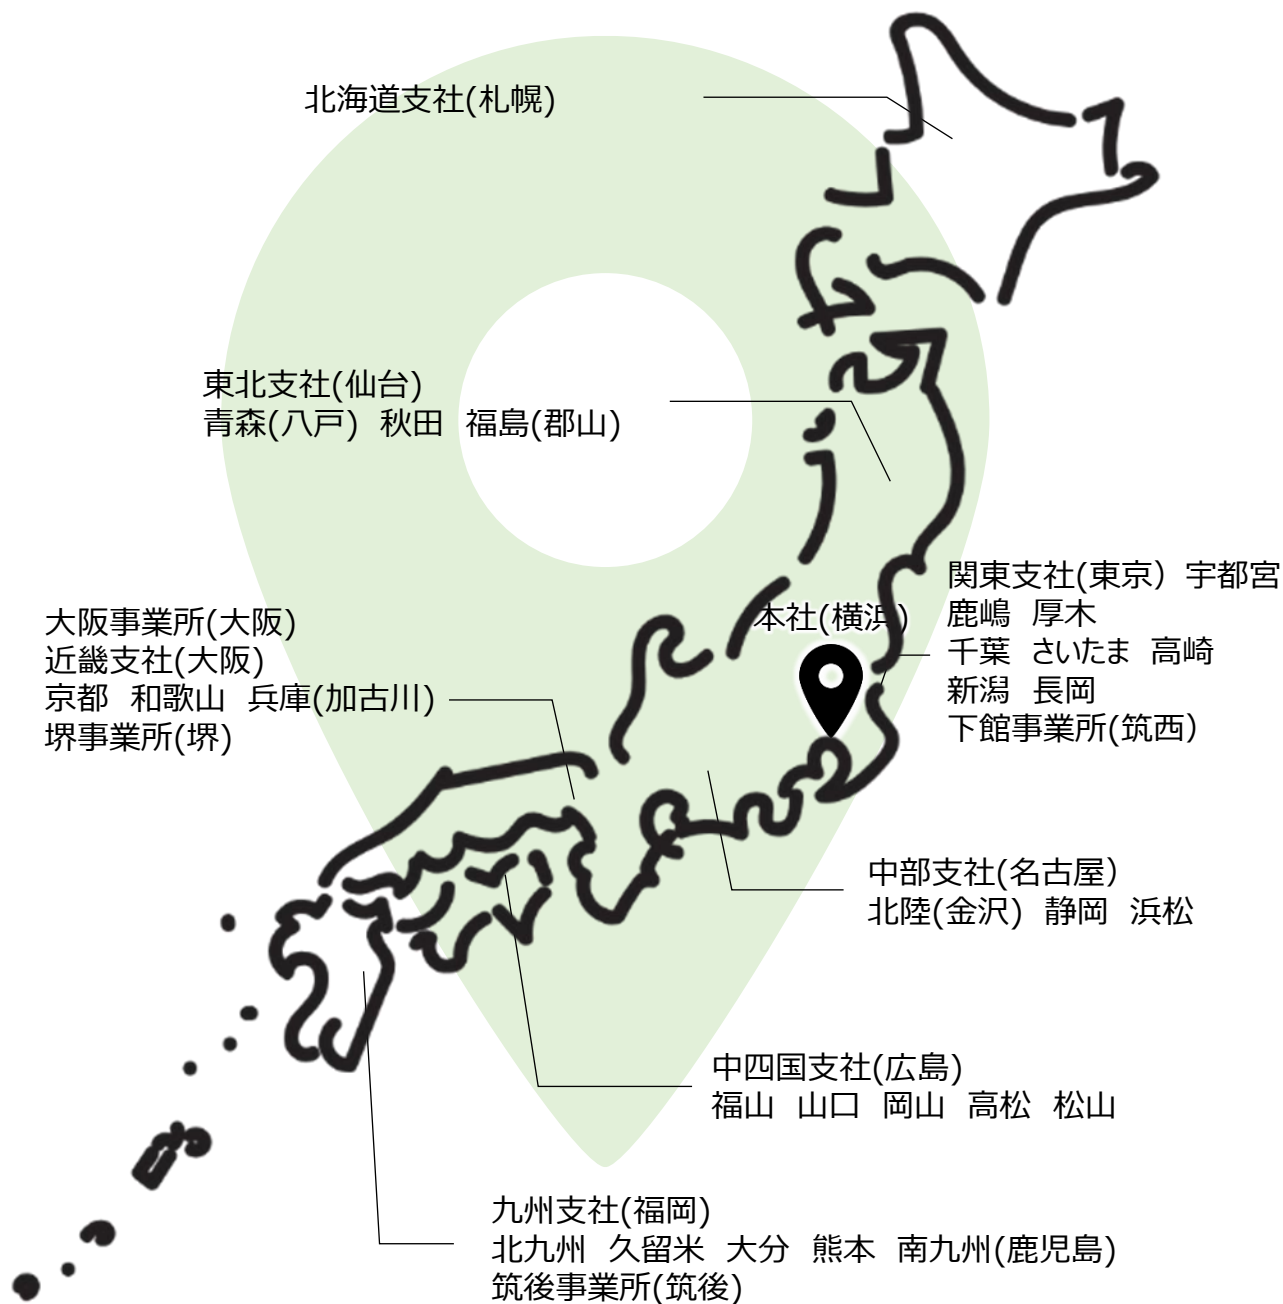 北海道支社(札幌)
東北支社(仙台)
青森(八戸) 秋田 福島(郡山)
関東支社(東京) 宇都宮
鹿嶋 厚木
千葉 さいたま 高崎
新潟 長岡
下館事業所(筑西)
本社(横浜)
大阪事業所(大阪)
近畿支社(大阪)
京都 和歌山 兵庫(加古川)
堺事業所(堺)
中部支社(名古屋)
北陸(金沢) 静岡 浜松
中四国支社(広島)
福山 山口 岡山 高松 松山
九州支社(福岡)
北九州 久留米 大分 熊本 南九州(鹿児島)
筑後事業所(筑後)